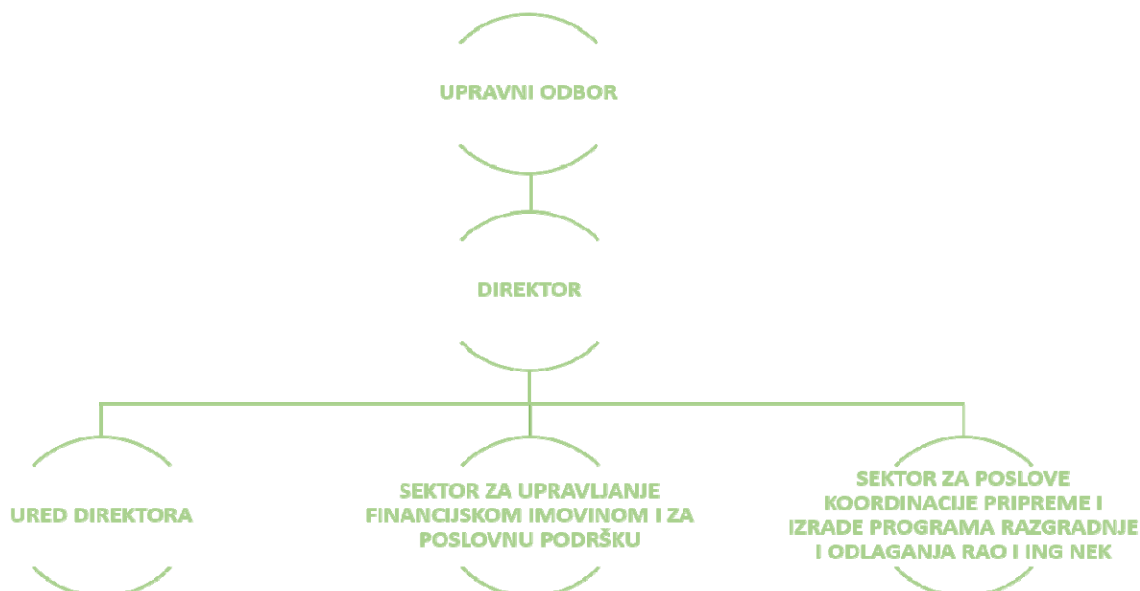 UPRAVNI ODBOR
DIREKTOR
URED DIREKTORA
SEKTOR ZA UPRAVLJANJE
FINANCIJSKOM IMOVINOM I ZA
POSLOVNU PODRŠKU
SEKTOR ZA POSLOVE
KOORDINACIJE PRIPREME I
IZRADE PROGRAMA RAZGRADNJE
I ODLAGANJA RAO I ING NEK